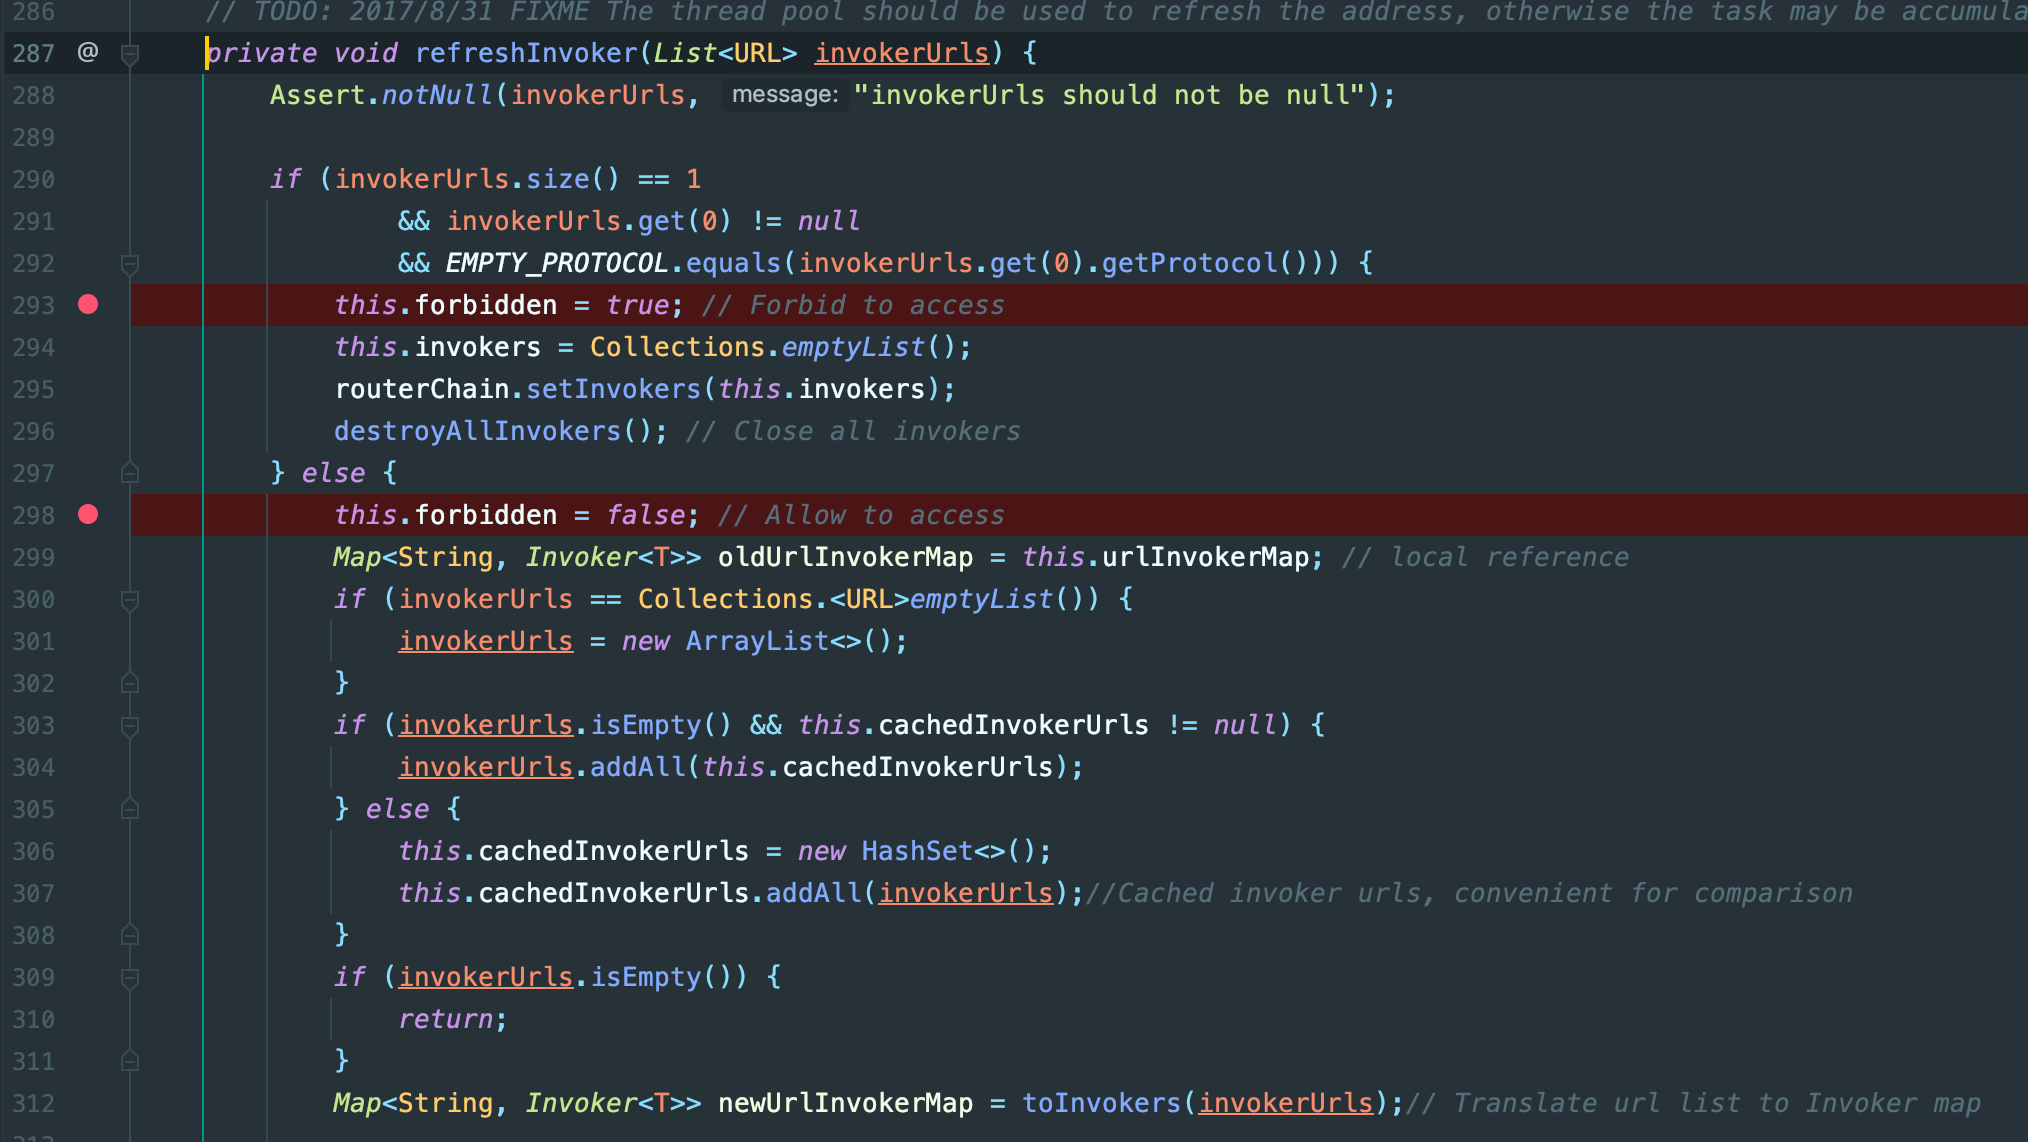 286 // TODO: 2017/8/31 FIXME The thread pool should be used to refresh the address, otherwise the task may be accumula
287 @ private void refreshInvoker(List<URL> invokerUrls) {
288 Assert.notNull(invokerUrls, message: "invokerUrls should not be null");
289
290 if (invokerUrls.size() == 1
291 && invokerUrls.get(0) != null
292 && EMPTY_PROTOCOL.equals(invokerUrls.get(0).getProtocol())) {
293 this.forbidden = true; // Forbid to access
294 this.invokers = Collections.emptyList();
295 routerChain.setInvokers(this.invokers);
296 destroyAllInvokers(); // Close all invokers
297 } else {
298 this.forbidden = false; // Allow to access
299 Map<String, Invoker<T>> oldUrlInvokerMap = this.urlInvokerMap; // local reference
300 if (invokerUrls == Collections.<URL>emptyList()) {
301 invokerUrls = new ArrayList<>();
302 }
303 if (invokerUrls.isEmpty() && this.cachedInvokerUrls != null) {
304 invokerUrls.addAll(this.cachedInvokerUrls);
305 } else {
306 this.cachedInvokerUrls = new HashSet<>();
307 this.cachedInvokerUrls.addAll(invokerUrls);//Cached invoker urls, convenient for comparison
308 }
309 if (invokerUrls.isEmpty()) {
310 return;
311 }
312 Map<String, Invoker<T>> newUrlInvokerMap = toInvokers(invokerUrls);// Translate url list to Invoker map